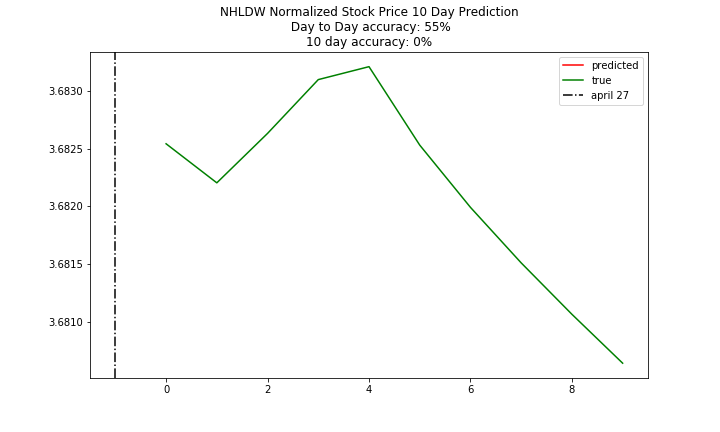 NHLDW Normalized Stock Price 10 Day Prediction
Day to Day accuracy: 55%
10 day accuracy: 0%
predicted
true
april 27
3.6830
3.6825
3.6820
3.6815
3.6810
0 2 4 6 8